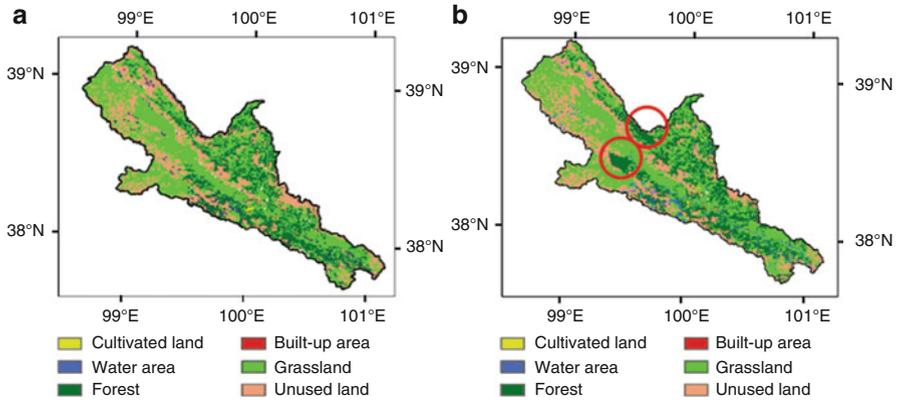 a
99°E 100°E 101°E
39°N
39°N
38°N
38°N
99°E 100°E 101°E
Cultivated land
Built-up area
Water area
Grassland
Forest
Unused land
b
99°E 100°E 101°E
39°N
39°N
38°N
38°N
99°E 100°E 101°E
Cultivated land
Built-up area
Water area
Grassland
Forest
Unused land